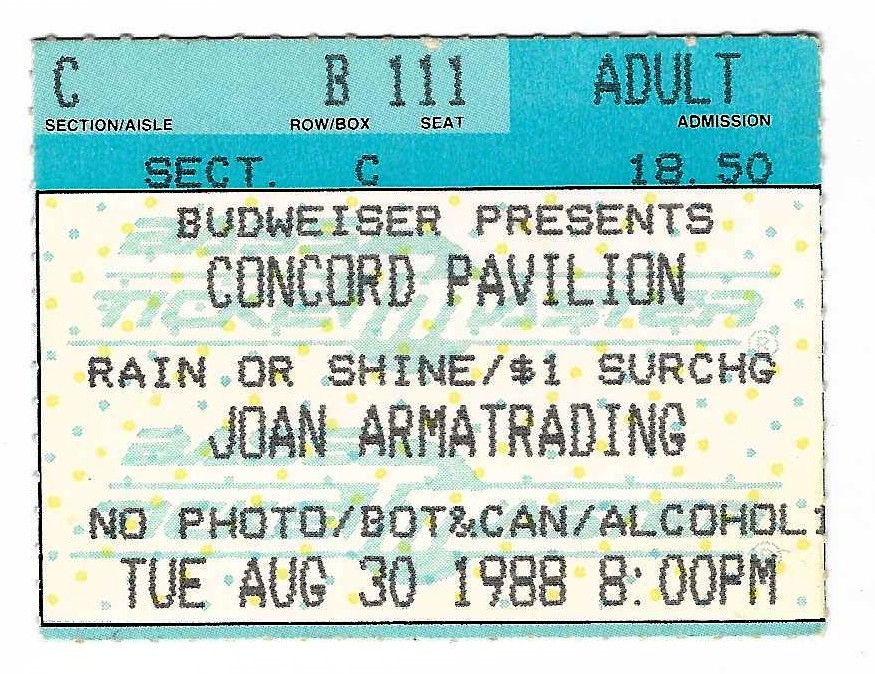 C B 111 ADULT
SECTION/AISLE ROW/BOX SEAT ADMISSION
SECT. C 18.50
BUDWEISER PRESENTS
CONCORD PAVILION
RAIN OR SHINE/$1 SURCHG
JOAN ARMATRADING
NO PHOTO/BOT&CAN/ALCOHOL1
TUE AUG 30 1988 8:00PM